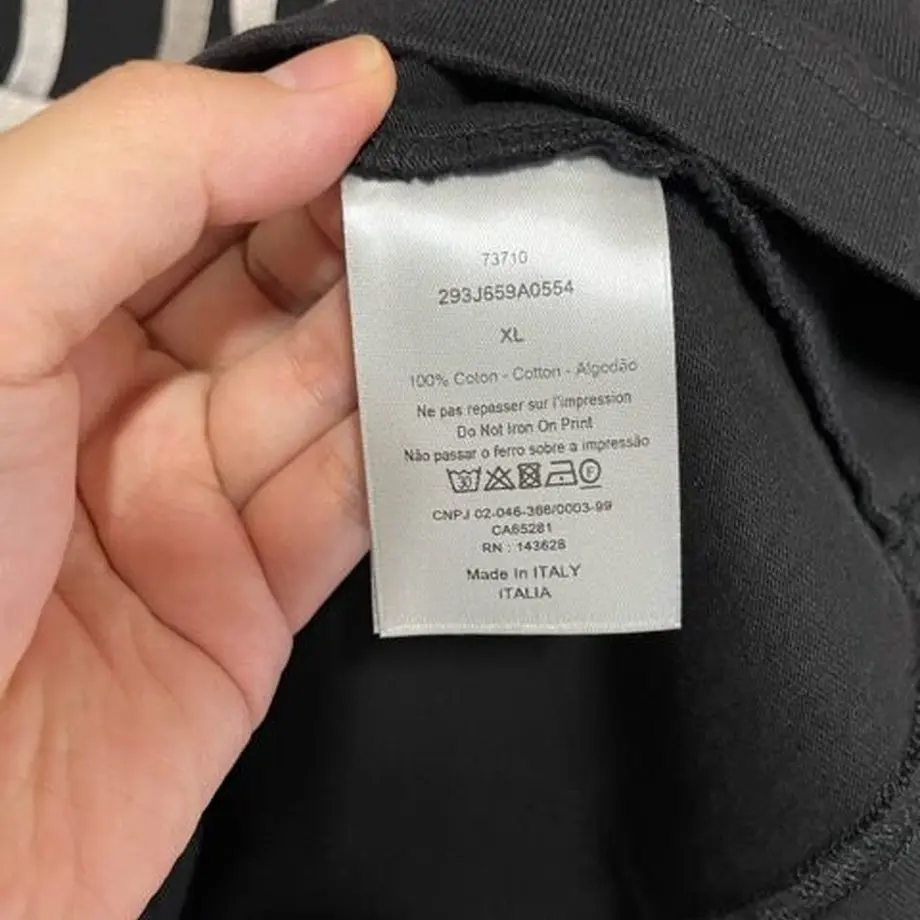 73710
293J659A0554
XL
100% Coton - Cotton - Algodão
Ne pas repasser sur l'impression
Do Not Iron On Print
Não passar o ferro sobre a impressão
30 F
CNPJ 02-046-368/0003-99
CA65281
RN : 143628
Made In ITALY
ITALIA